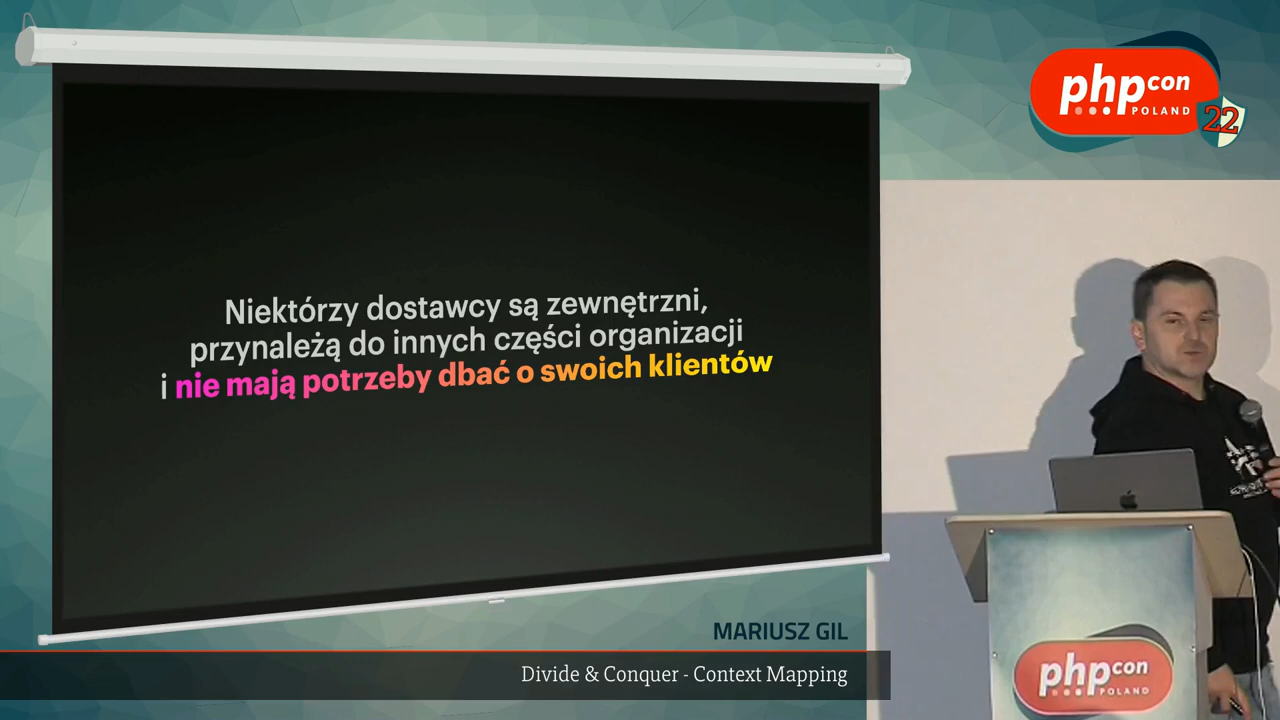 phpcon
POLAND
22
Niektórzy dostawcy są zewnętrzni,
przynależą do innych części organizacji
i nie mają potrzeby dbać o swoich klientów
MARIUSZ GIL
Divide & Conquer - Context Mapping
phpcon
POLAND